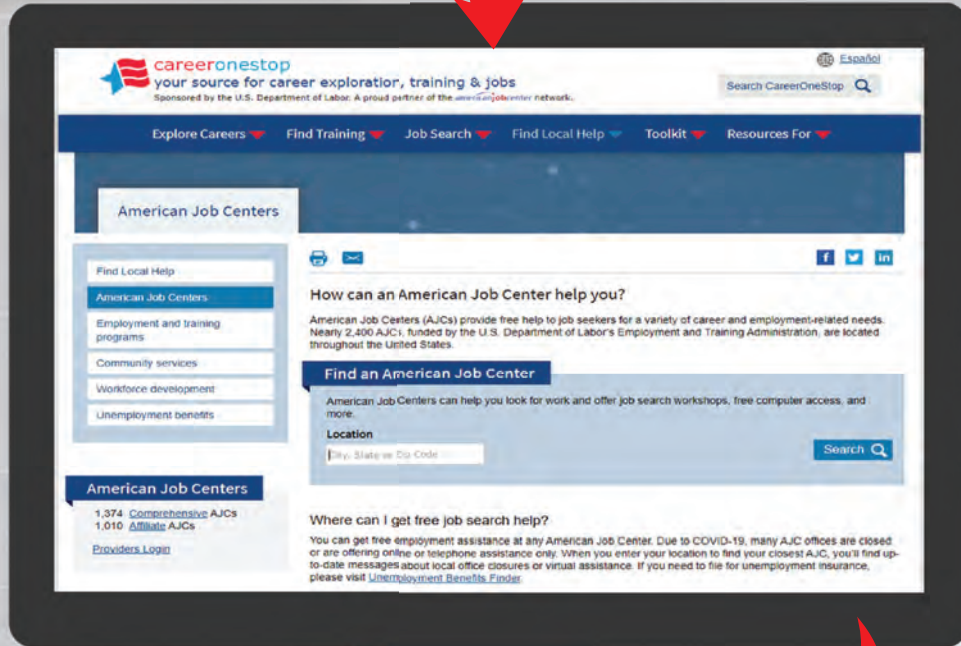 careeronestop
your source for career exploration, training & jobs
Sponsored by the U.S. Department of Labor. A proud partner of the americanjobcenter network.
Español
Search CareerOneStop
Explore Careers Find Training Job Search Find Local Help Toolkit Resources For
American Job Centers
Find Local Help
American Job Centers
Employment and training
programs
Community services
Workforce development
Unemployment benefits
American Job Centers
1,374 Comprehensive AJCs
1,010 Affiliate AJCs
Providers Login
f in
How can an American Job Center help you?
American Job Centers (AJCs) provide free help to job seekers for a variety of career and employment-related needs.
Nearly 2,400 AJCs, funded by the U.S. Department of Labor's Employment and Training Administration, are located
throughout the United States.
Find an American Job Center
American Job Centers can help you look for work and offer job search workshops, free computer access, and
more.
Location
City, State or Zip Code
Search
Where can I get free job search help?
You can get free employment assistance at any American Job Center. Due to COVID-19, many AJC offices are closed
or are offering online or telephone assistance only. When you enter your location to find your closest AJC, you'll find up-
to-date messages about local office closures or virtual assistance. If you need to file for unemployment insurance,
please visit Unemployment Benefits Finder